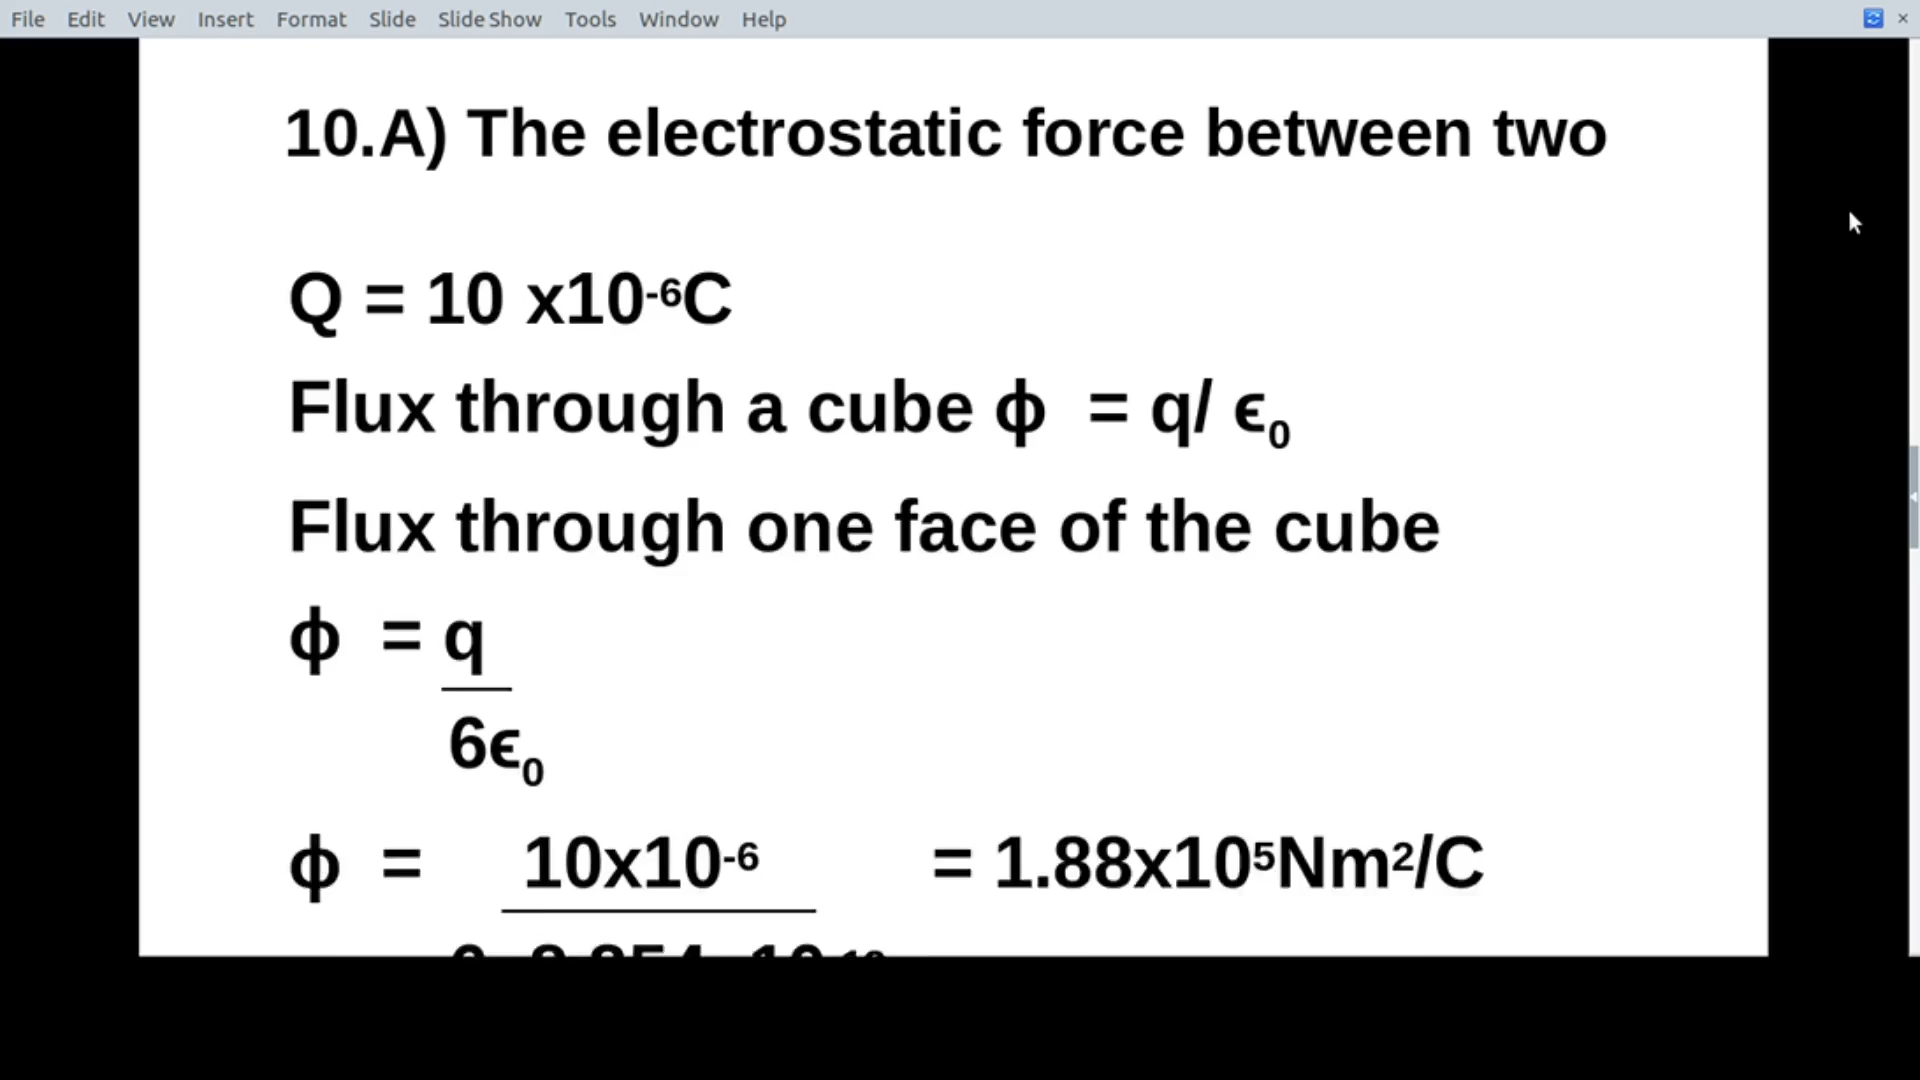 File Edit View Insert Format Slide Slide Show Tools Window Help
10.A) The electrostatic force between two
Q = 10 x10⁻⁶C
Flux through a cube ϕ = q/ ϵ₀
Flux through one face of the cube
ϕ = q
6ϵ₀
ϕ = 10x10⁻⁶ = 1.88x10⁵Nm²/C